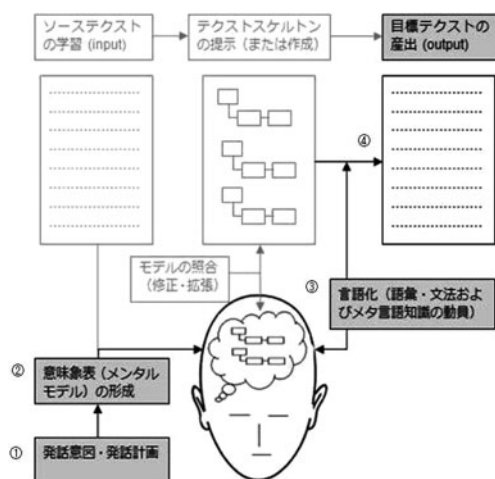 ソーステクストの
学習 (input)
テクストスケルトン
の提示（または作成）
目標テクストの
産出 (output)
④
モデルの照合
（修正・拡張）
③
言語化（語彙・文法およ
びメタ言語知識の動員）
②
意味象表（メンタル
モデル）の形成
①
発話意図・発話計画